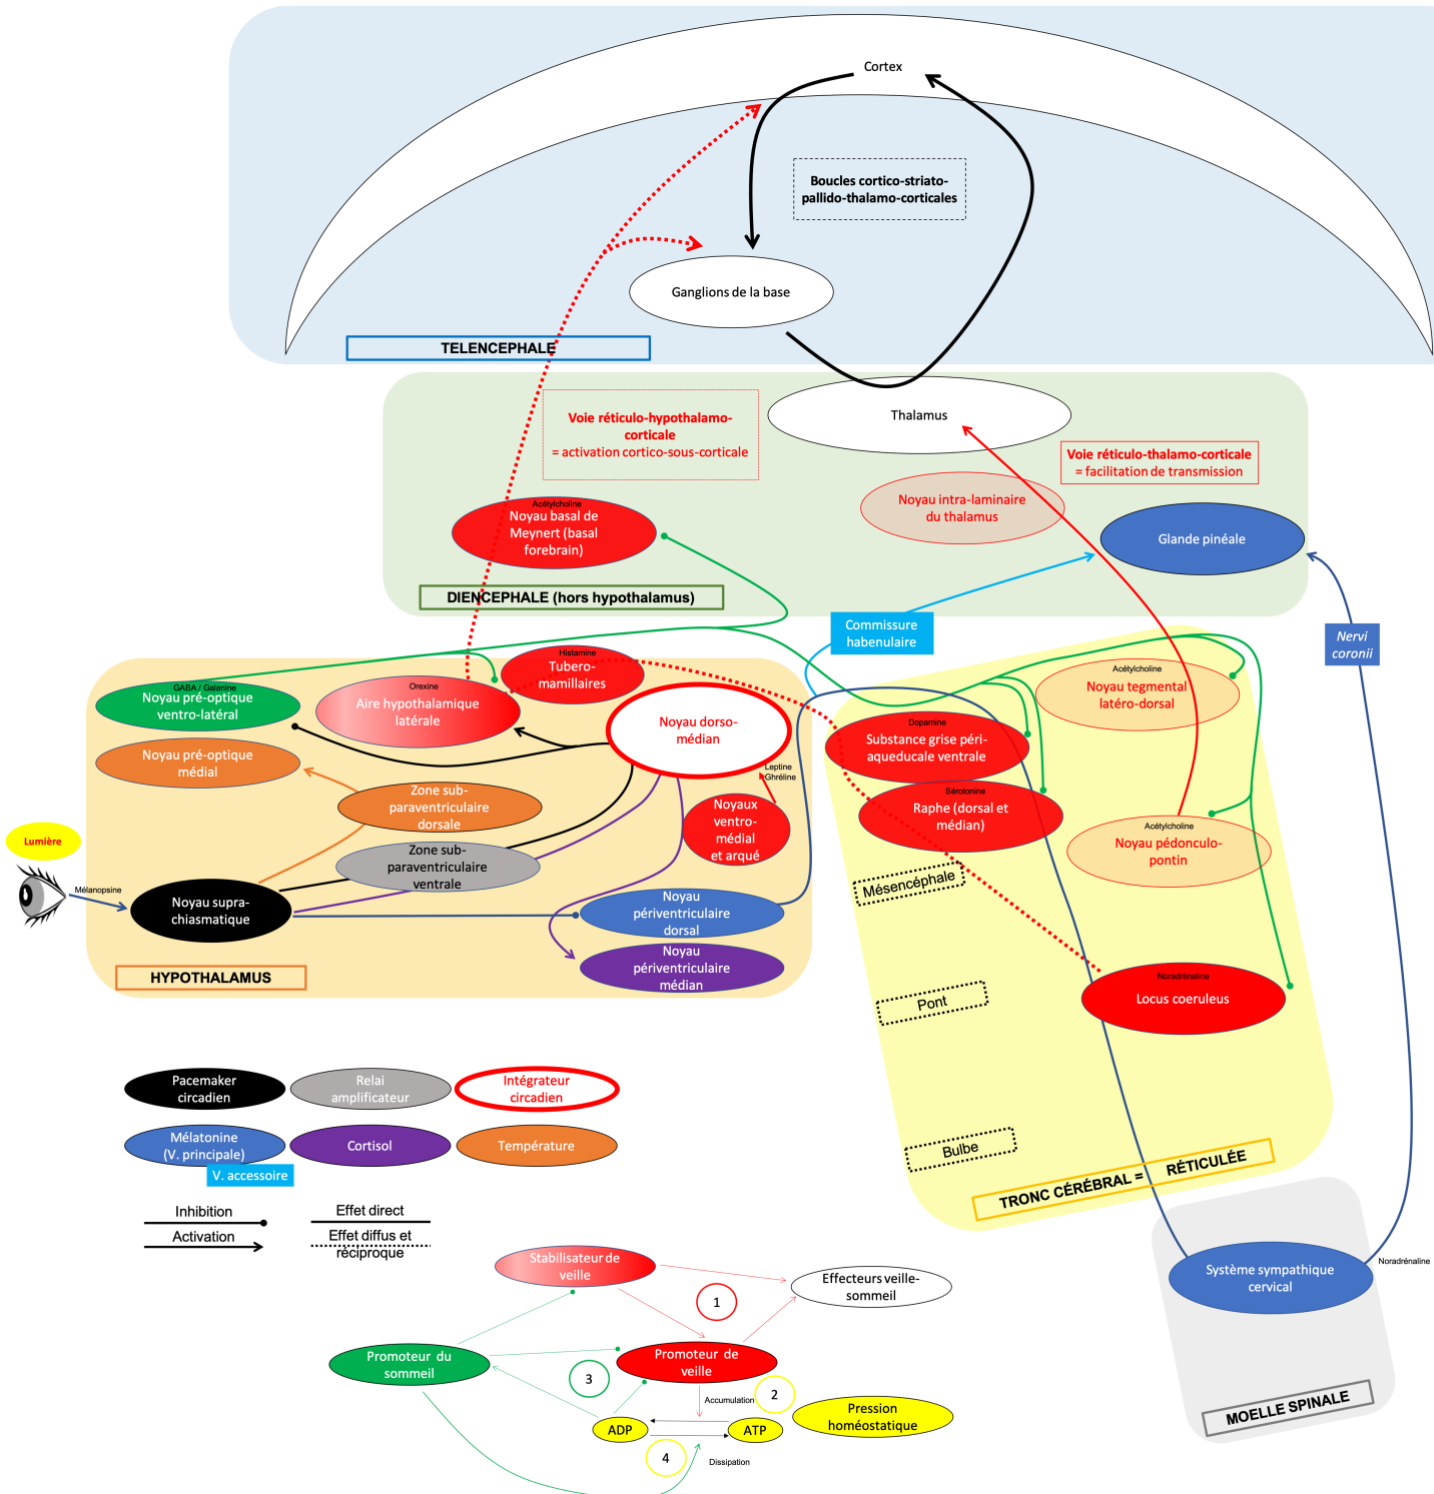 Cortex
Boucles cortico-striato-
pallido-thalamo-corticales
Ganglions de la base
TELENCEPHALE
Thalamus
Voie réticulo-hypothalamo-
corticale
= activation cortico-sous-corticale
Voie réticulo-thalamo-corticale
= facilitation de transmission
Noyau intra-laminaire
du thalamus
Acétylcholine
Noyau basal de
Meynert (basal
forebrain)
Glande pinéale
DIENCEPHALE (hors hypothalamus)
Commissure
habenulaire
Nervi
coronii
Histamine
Tubero-
mamillaires
GABA / Galanine
Noyau pré-optique
ventro-latéral
Orexine
Aire hypothalamique
latérale
Noyau dorso-
médian
Acétylcholine
Noyau tegmental
latéro-dorsal
Dopamine
Substance grise péri-
aqueducale ventrale
Noyau pré-optique
médial
Leptine
Ghréline
Zone sub-
paraventriculaire
dorsale
Noyaux
ventro-
médial
et arqué
Sérotonine
Raphe (dorsal et
médian)
Acétylcholine
Noyau pédonculo-
pontin
Lumière
Zone sub-
paraventriculaire
ventrale
Mélanopsine
Noyau supra-
chiasmatique
Noyau
périventriculaire
dorsal
Mésencéphale
Noyau
périventriculaire
médian
HYPOTHALAMUS
Noradrénaline
Locus coeruleus
Pont
Pacemaker
circadien
Relai
amplificateur
Intégrateur
circadien
Mélatonine
(V. principale)
V. accessoire
Cortisol
Température
Bulbe
TRONC CÉRÉBRAL = RÉTICULÉE
Inhibition
Activation
Effet direct
Effet diffus et
réciproque
Stabilisateur de
veille
Effecteurs veille-
sommeil
Système sympathique
cervical
Noradrénaline
1
Promoteur du
sommeil
Promoteur de
veille
3
2
Accumulation
Pression
homéostatique
ADP
ATP
4
Dissipation
MOELLE SPINALE